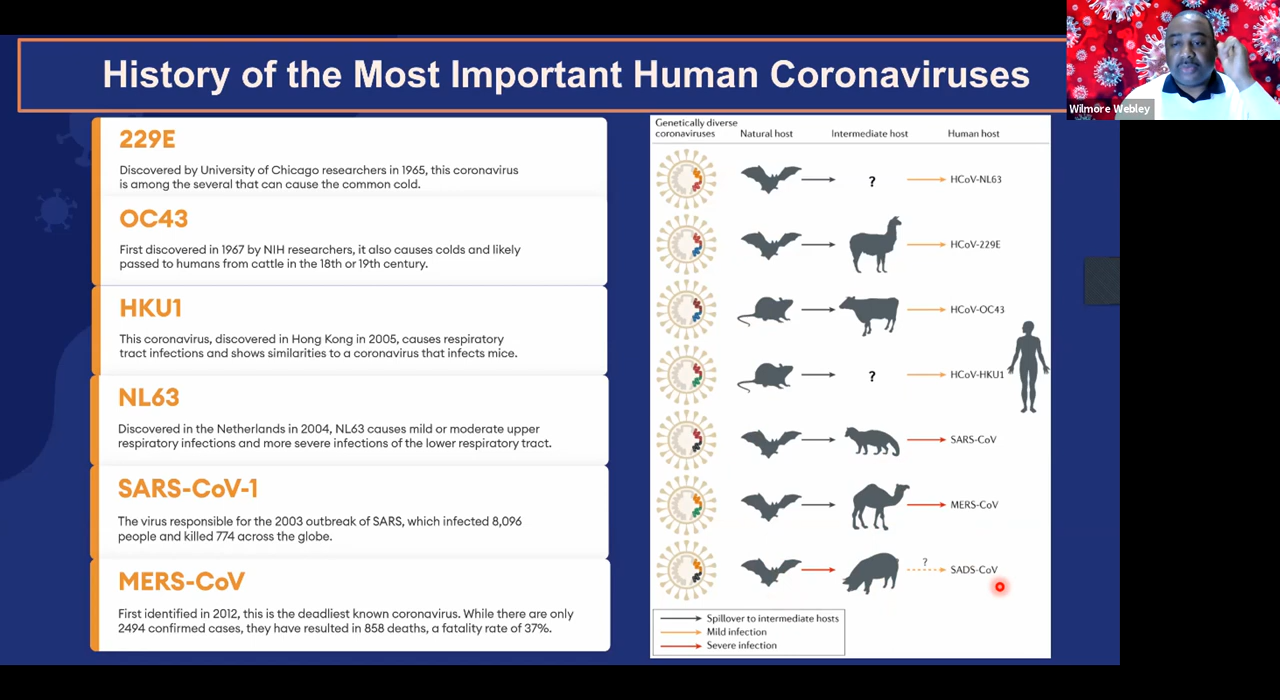 History of the Most Important Human Coronaviruses
Wilmore Webley
229E
Discovered by University of Chicago researchers in 1965, this coronavirus
is among the several that can cause the common cold.
OC43
First discovered in 1967 by NIH researchers, it also causes colds and likely
passed to humans from cattle in the 18th or 19th century.
HKU1
This coronavirus, discovered in Hong Kong in 2005, causes respiratory
tract infections and shows similarities to a coronavirus that infects mice.
NL63
Discovered in the Netherlands in 2004, NL63 causes mild or moderate upper
respiratory infections and more severe infections of the lower respiratory tract.
SARS-CoV-1
The virus responsible for the 2003 outbreak of SARS, which infected 8,096
people and killed 774 across the globe.
MERS-CoV
First identified in 2012, this is the deadliest known coronavirus. While there are only
2494 confirmed cases, they have resulted in 858 deaths, a fatality rate of 37%.
Genetically diverse
coronaviruses Natural host Intermediate host Human host
? HCoV-NL63
HCoV-229E
HCoV-OC43
? HCoV-HKU1
SARS-CoV
MERS-CoV
? SADS-CoV
Spillover to intermediate hosts
Mild infection
Severe infection